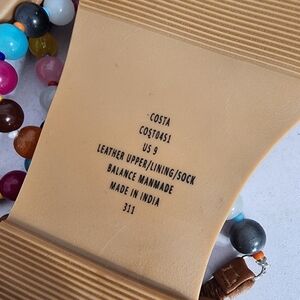 COSTA
COST0451
US 9
LEATHER UPPER/LINING/SOCK
BALANCE MANMADE
MADE IN INDIA
311